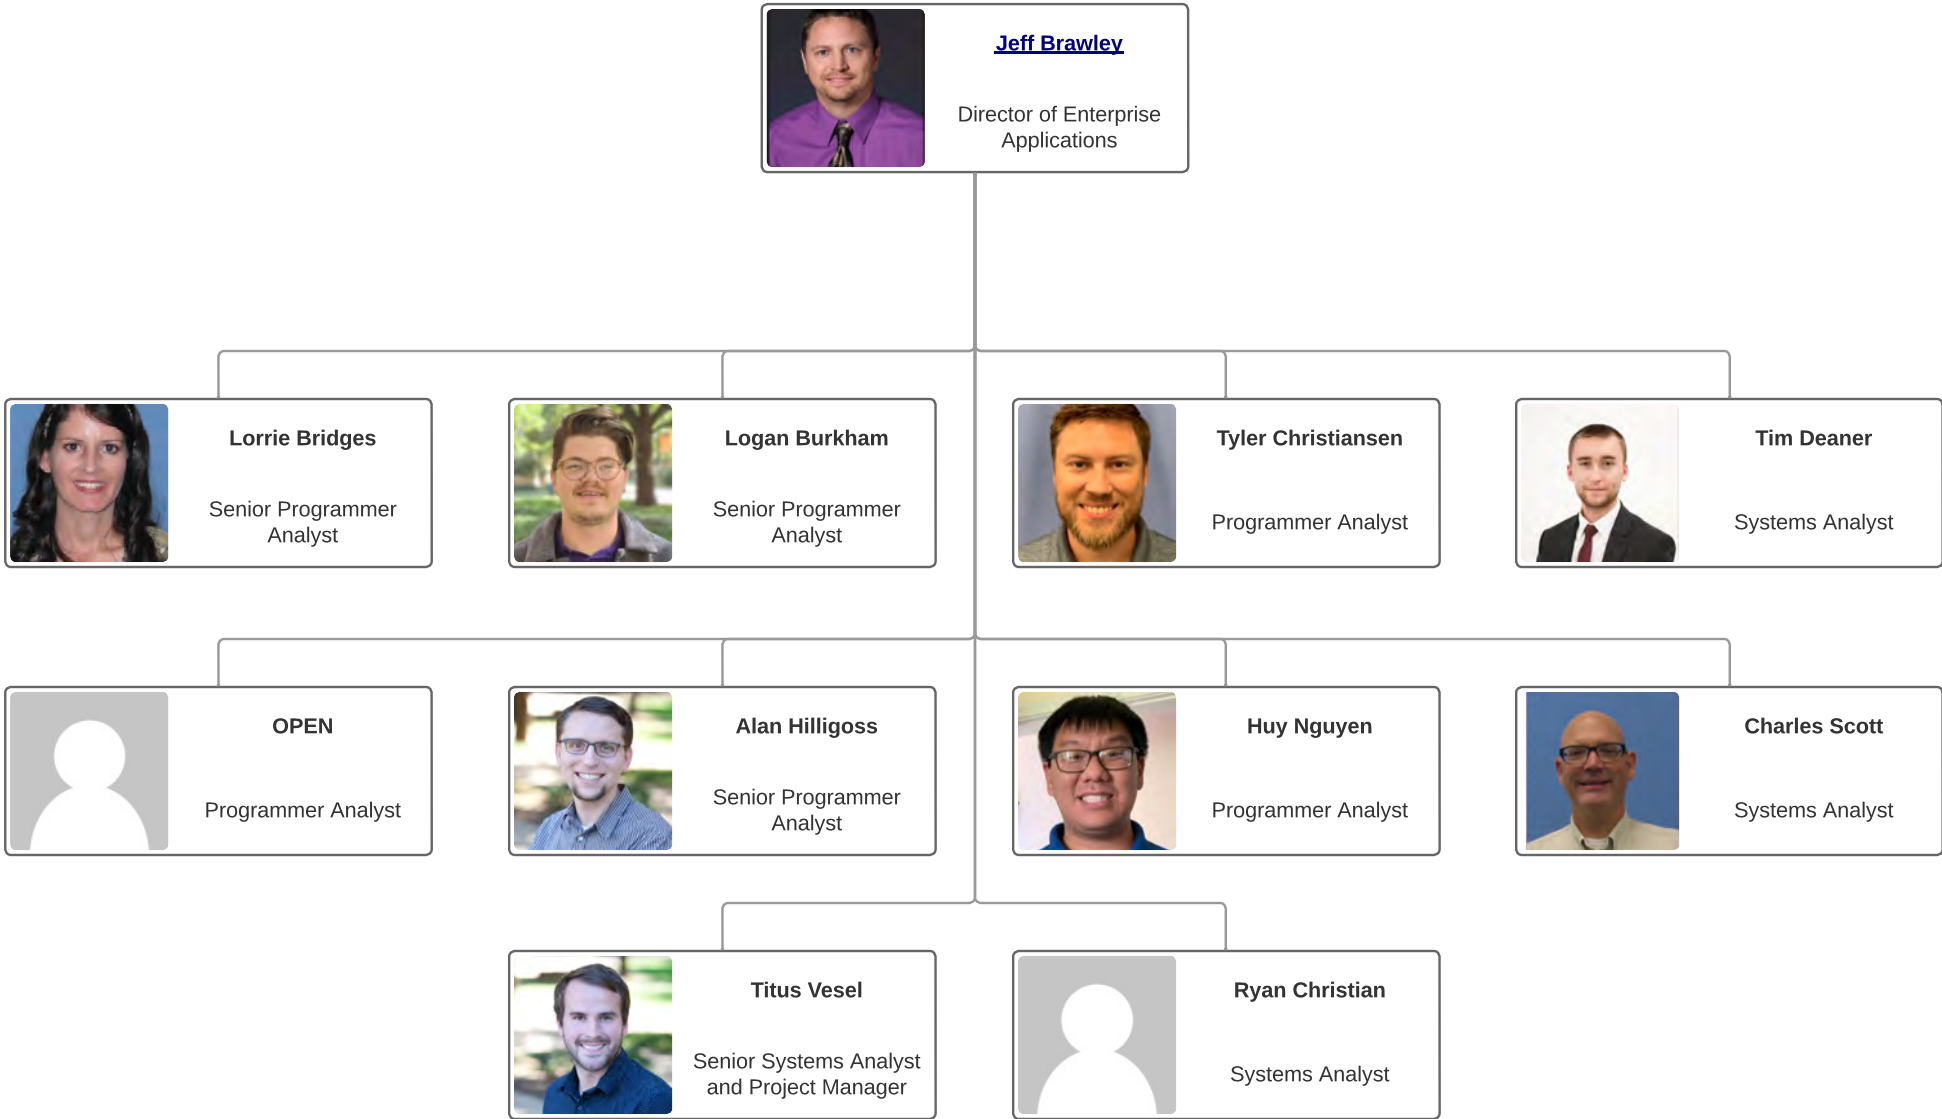 Jeff Brawley
Director of Enterprise
Applications
Lorrie Bridges
Senior Programmer
Analyst
Logan Burkham
Senior Programmer
Analyst
Tyler Christiansen
Programmer Analyst
Tim Deaner
Systems Analyst
OPEN
Programmer Analyst
Alan Hilligoss
Senior Programmer
Analyst
Huy Nguyen
Programmer Analyst
Charles Scott
Systems Analyst
Titus Vesel
Senior Systems Analyst
and Project Manager
Ryan Christian
Systems Analyst